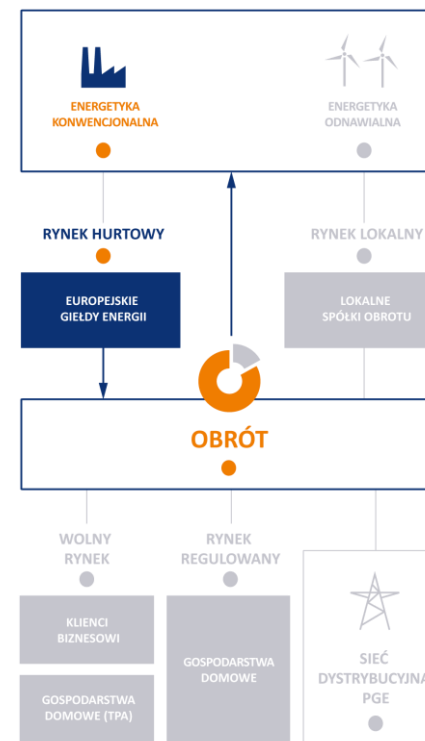 ENERGETYKA
KONWENCJONALNA
ENERGETYKA
ODNAWIALNA
RYNEK HURTOWY
RYNEK LOKALNY
EUROPEJSKIE
GIEŁDY ENERGII
LOKALNE
SPÓŁKI OBROTU
OBRÓT
WOLNY
RYNEK
RYNEK
REGULOWANY
KLIENCI
BIZNESOWI
GOSPODARSTWA
DOMOWE (TPA)
GOSPODARSTWA
DOMOWE
SIEĆ
DYSTRYBUCYJNA
PGE